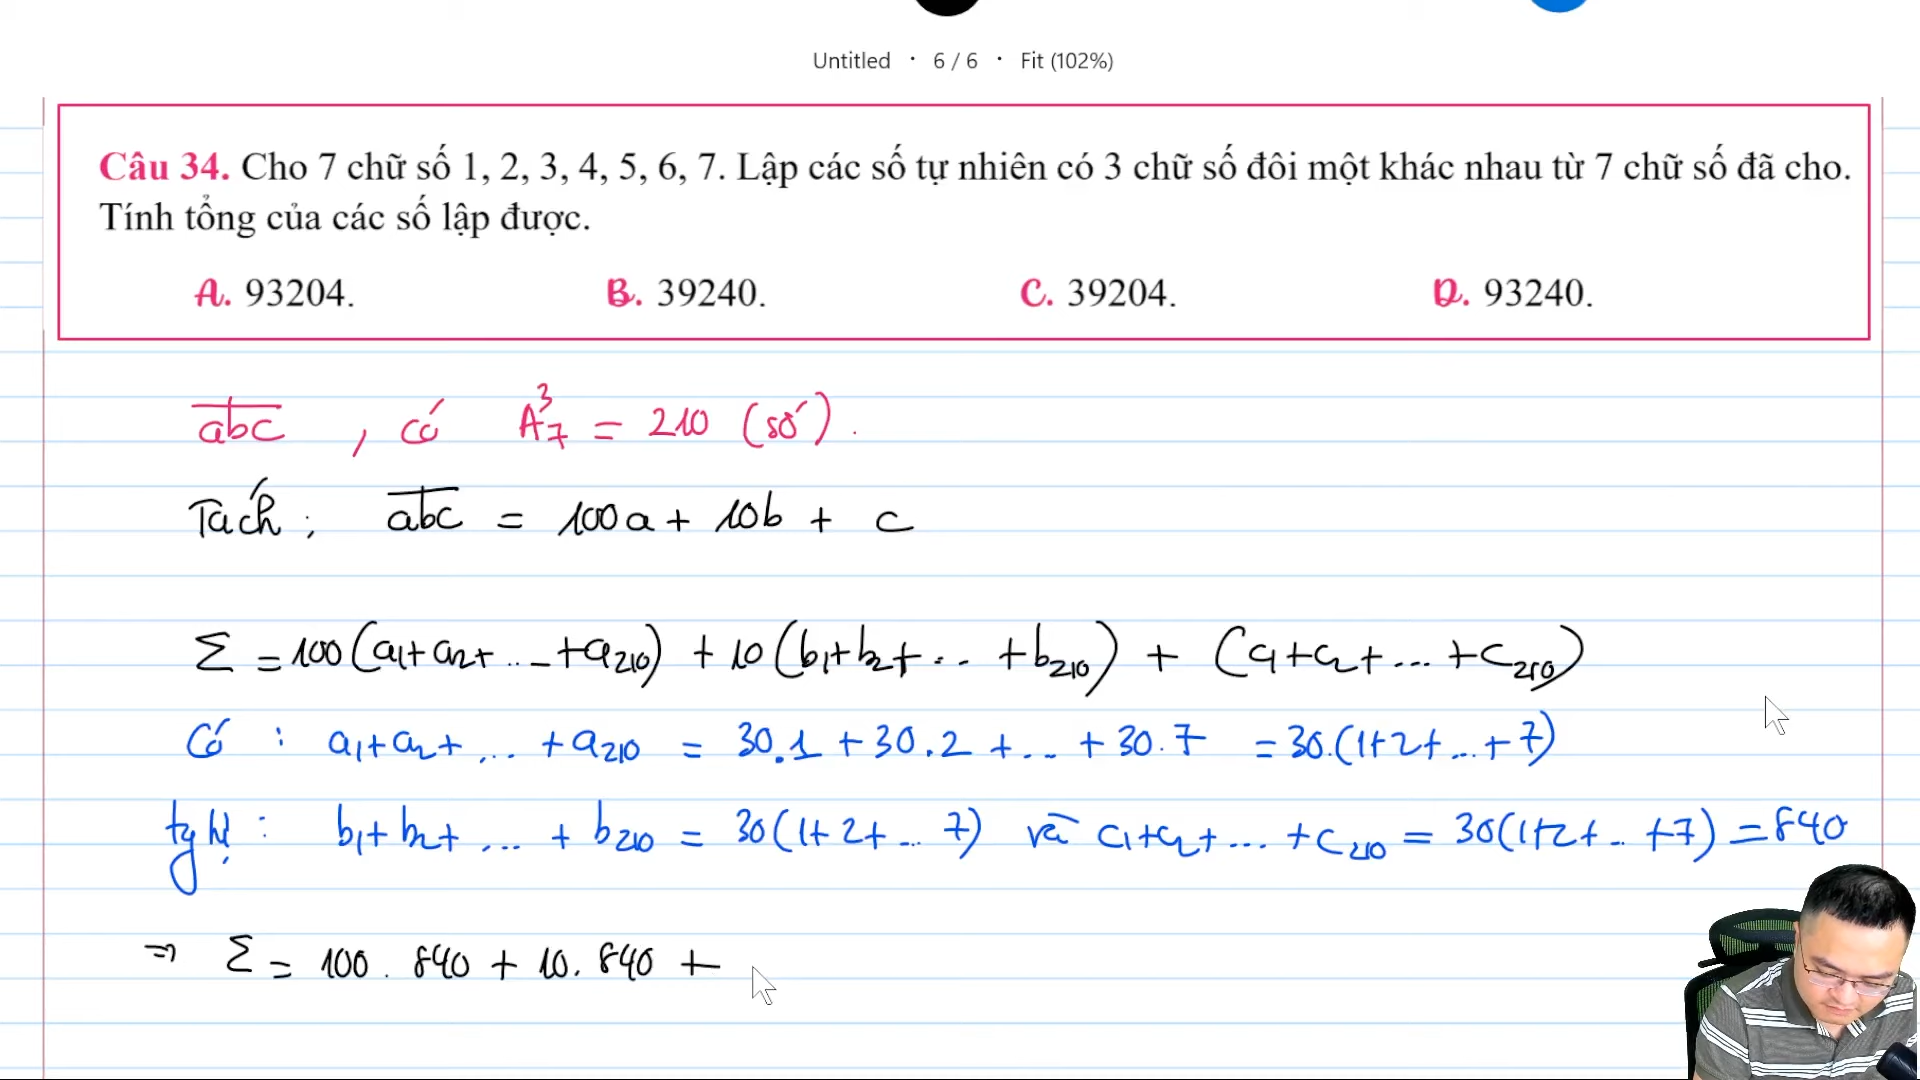 Untitled · 6 / 6 · Fit (102%)
Câu 34. Cho 7 chữ số 1, 2, 3, 4, 5, 6, 7. Lập các số tự nhiên có 3 chữ số đôi một khác nhau từ 7 chữ số đã cho.
Tính tổng của các số lập được.
A. 93204. B. 39240. C. 39204. D. 93240.
abc , có A³₇ = 210 (số).
Tách : abc = 100a + 10b + c
Σ = 100(a₁+a₂+...+a₂₁₀) + 10(b₁+b₂+...+b₂₁₀) + (c₁+c₂+...+c₂₁₀)
Có : a₁+a₂+...+a₂₁₀ = 30.1 + 30.2 + ... + 30.7 = 30.(1+2+...+7)
b₁+b₂+...+b₂₁₀ = 30(1+2+...7) và c₁+c₂+...+c₂₁₀ = 30(1+2+...+7) = 840
⇒ Σ = 100.840 + 10.840 +